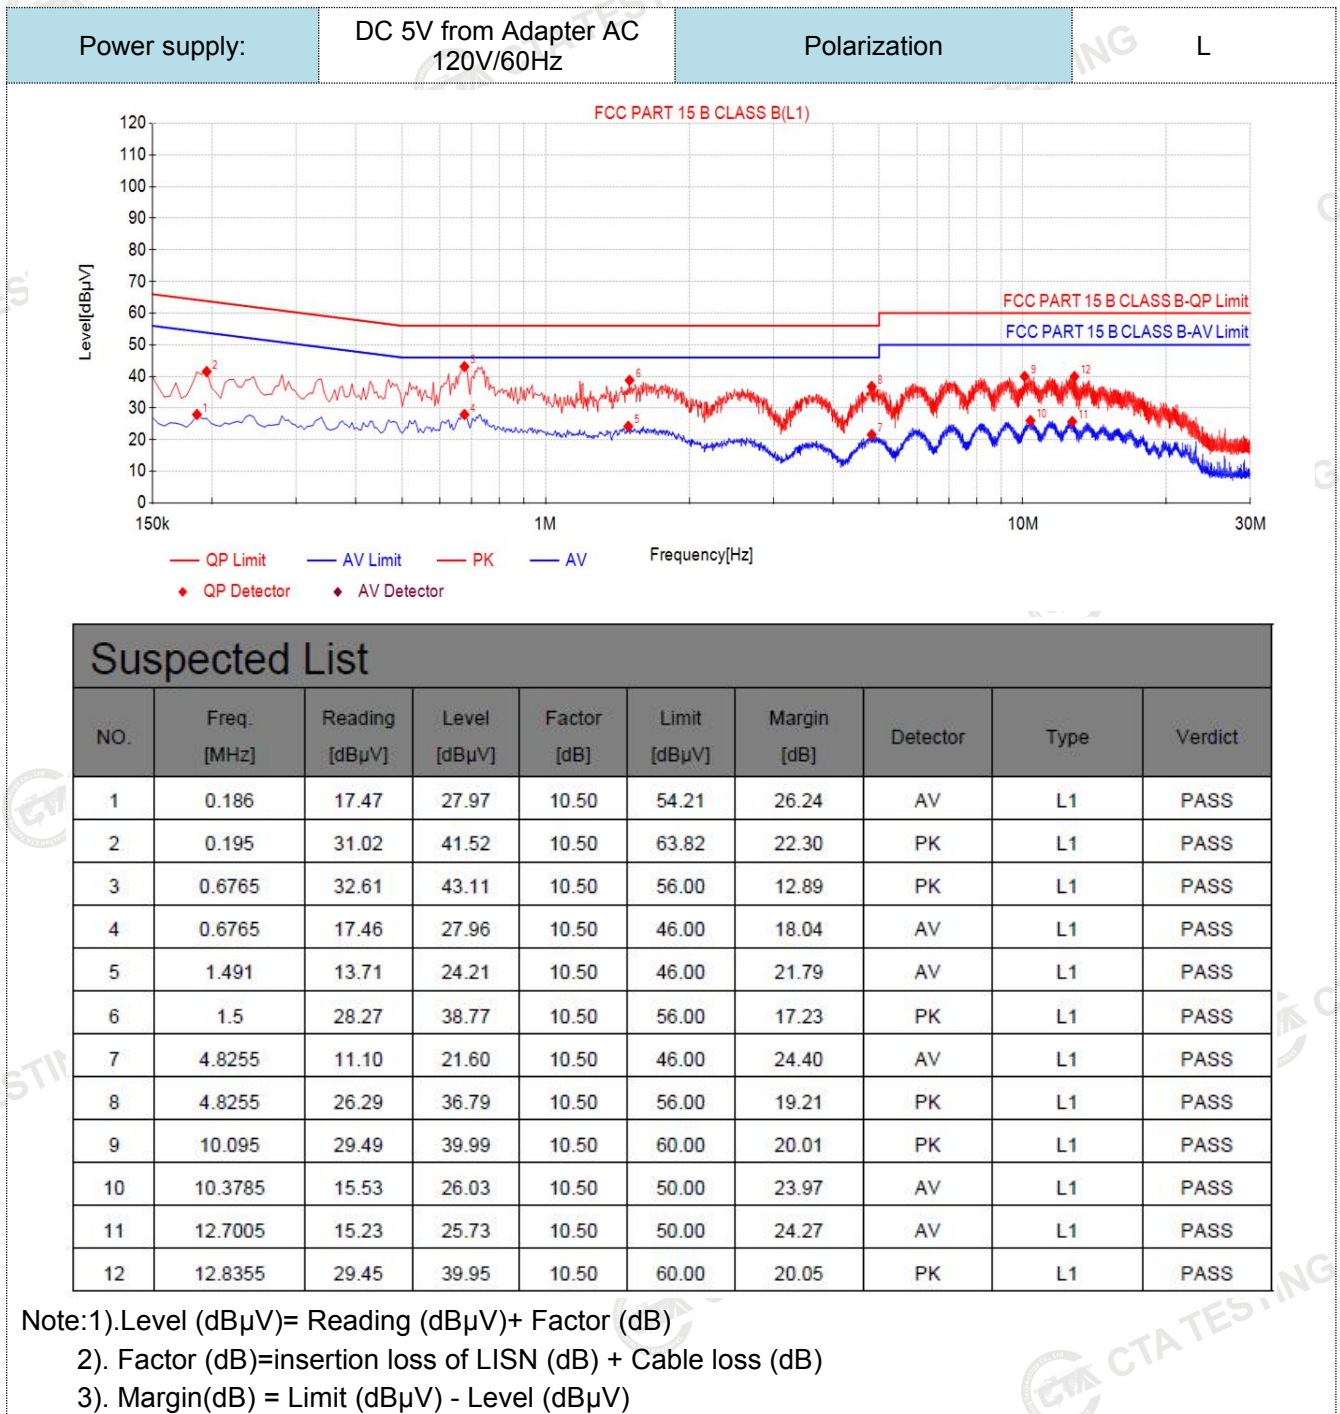 Power supply: DC 5V from Adapter AC 120V/60Hz Polarization L
FCC PART 15 B CLASS B(L1)
120
110
100
90
80
70
60
50
40
30
20
10
0
Level[dBμV]
FCC PART 15 B CLASS B-QP Limit
FCC PART 15 B CLASS B-AV Limit
1 2 3 4 5 6 7 8 9 10 11 12
150k 1M 10M 30M
Frequency[Hz]
QP Limit AV Limit PK AV
QP Detector AV Detector
Suspected List
NO. Freq. [MHz] Reading [dBμV] Level [dBμV] Factor [dB] Limit [dBμV] Margin [dB] Detector Type Verdict
1 0.186 17.47 27.97 10.50 54.21 26.24 AV L1 PASS
2 0.195 31.02 41.52 10.50 63.82 22.30 PK L1 PASS
3 0.6765 32.61 43.11 10.50 56.00 12.89 PK L1 PASS
4 0.6765 17.46 27.96 10.50 46.00 18.04 AV L1 PASS
5 1.491 13.71 24.21 10.50 46.00 21.79 AV L1 PASS
6 1.5 28.27 38.77 10.50 56.00 17.23 PK L1 PASS
7 4.8255 11.10 21.60 10.50 46.00 24.40 AV L1 PASS
8 4.8255 26.29 36.79 10.50 56.00 19.21 PK L1 PASS
9 10.095 29.49 39.99 10.50 60.00 20.01 PK L1 PASS
10 10.3785 15.53 26.03 10.50 50.00 23.97 AV L1 PASS
11 12.7005 15.23 25.73 10.50 50.00 24.27 AV L1 PASS
12 12.8355 29.45 39.95 10.50 60.00 20.05 PK L1 PASS
Note:1).Level (dBμV)= Reading (dBμV)+ Factor (dB)
2). Factor (dB)=insertion loss of LISN (dB) + Cable loss (dB)
3). Margin(dB) = Limit (dBμV) - Level (dBμV)
CTA TESTING